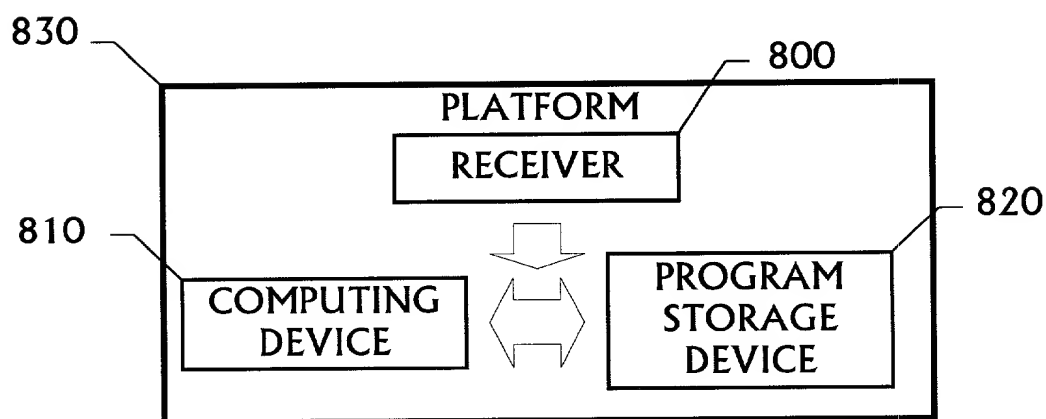 830
800
PLATFORM
RECEIVER
820
810
COMPUTING
DEVICE
PROGRAM
STORAGE
DEVICE